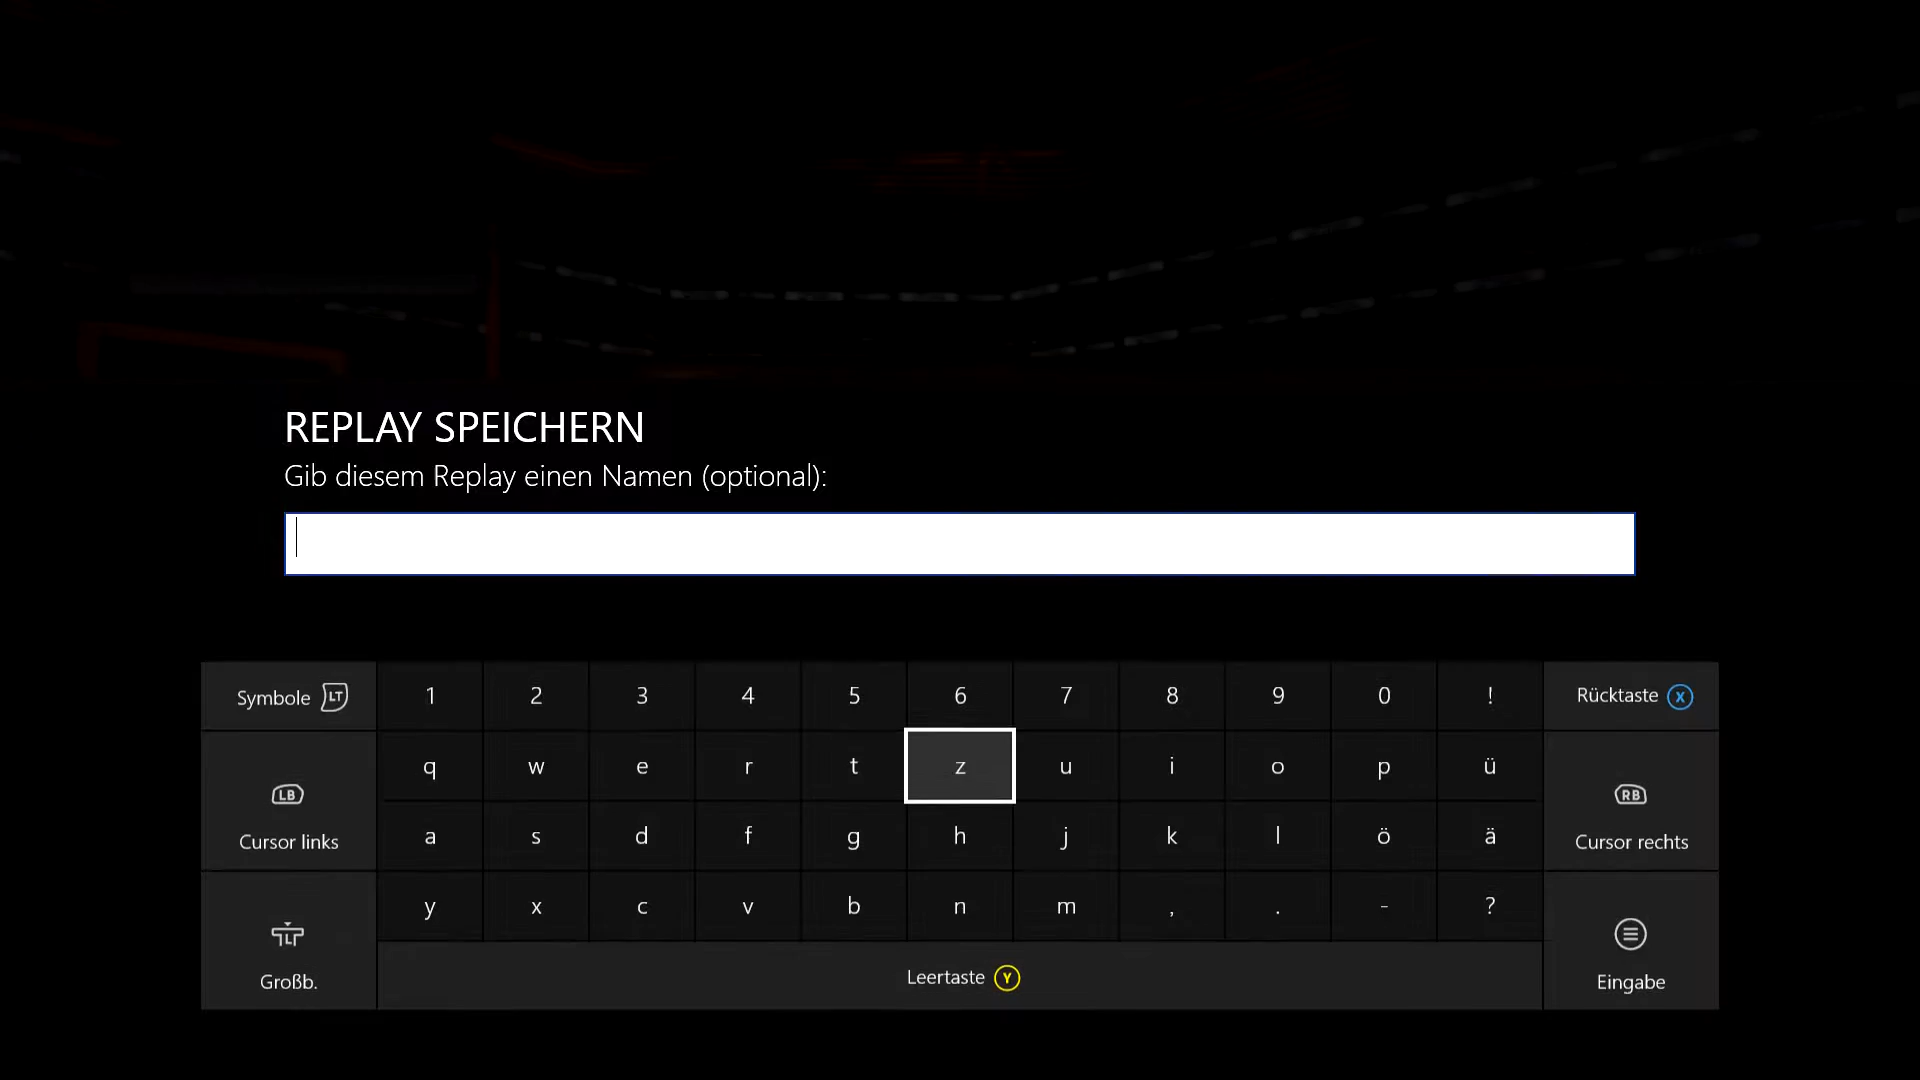 REPLAY SPEICHERN
Gib diesem Replay einen Namen (optional):
Symbole LT 1 2 3 4 5 6 7 8 9 0 ! Rücktaste X
q w e r t z u i o p ü
LB Cursor links a s d f g h j k l ö ä RB Cursor rechts
y x c v b n m , . - ?
LT Großb. Leertaste Y Eingabe